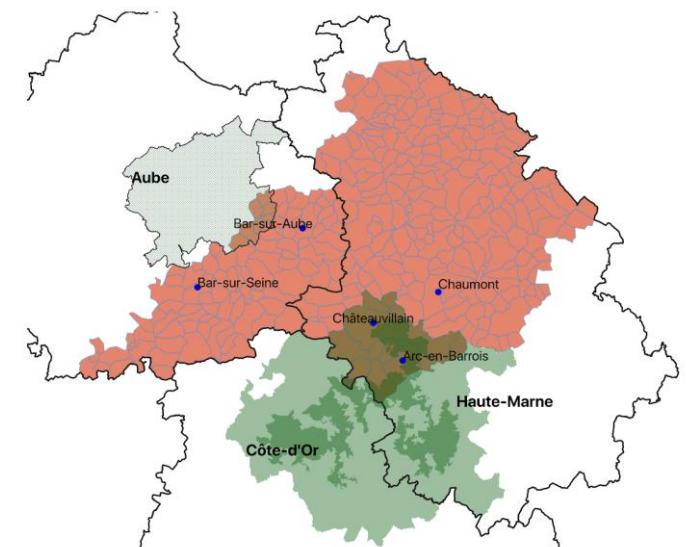 Aube
Bar-sur-Aube
Bar-sur-Seine
Chaumont
Châteauvillain
Arc-en-Barrois
Haute-Marne
Côte-d'Or